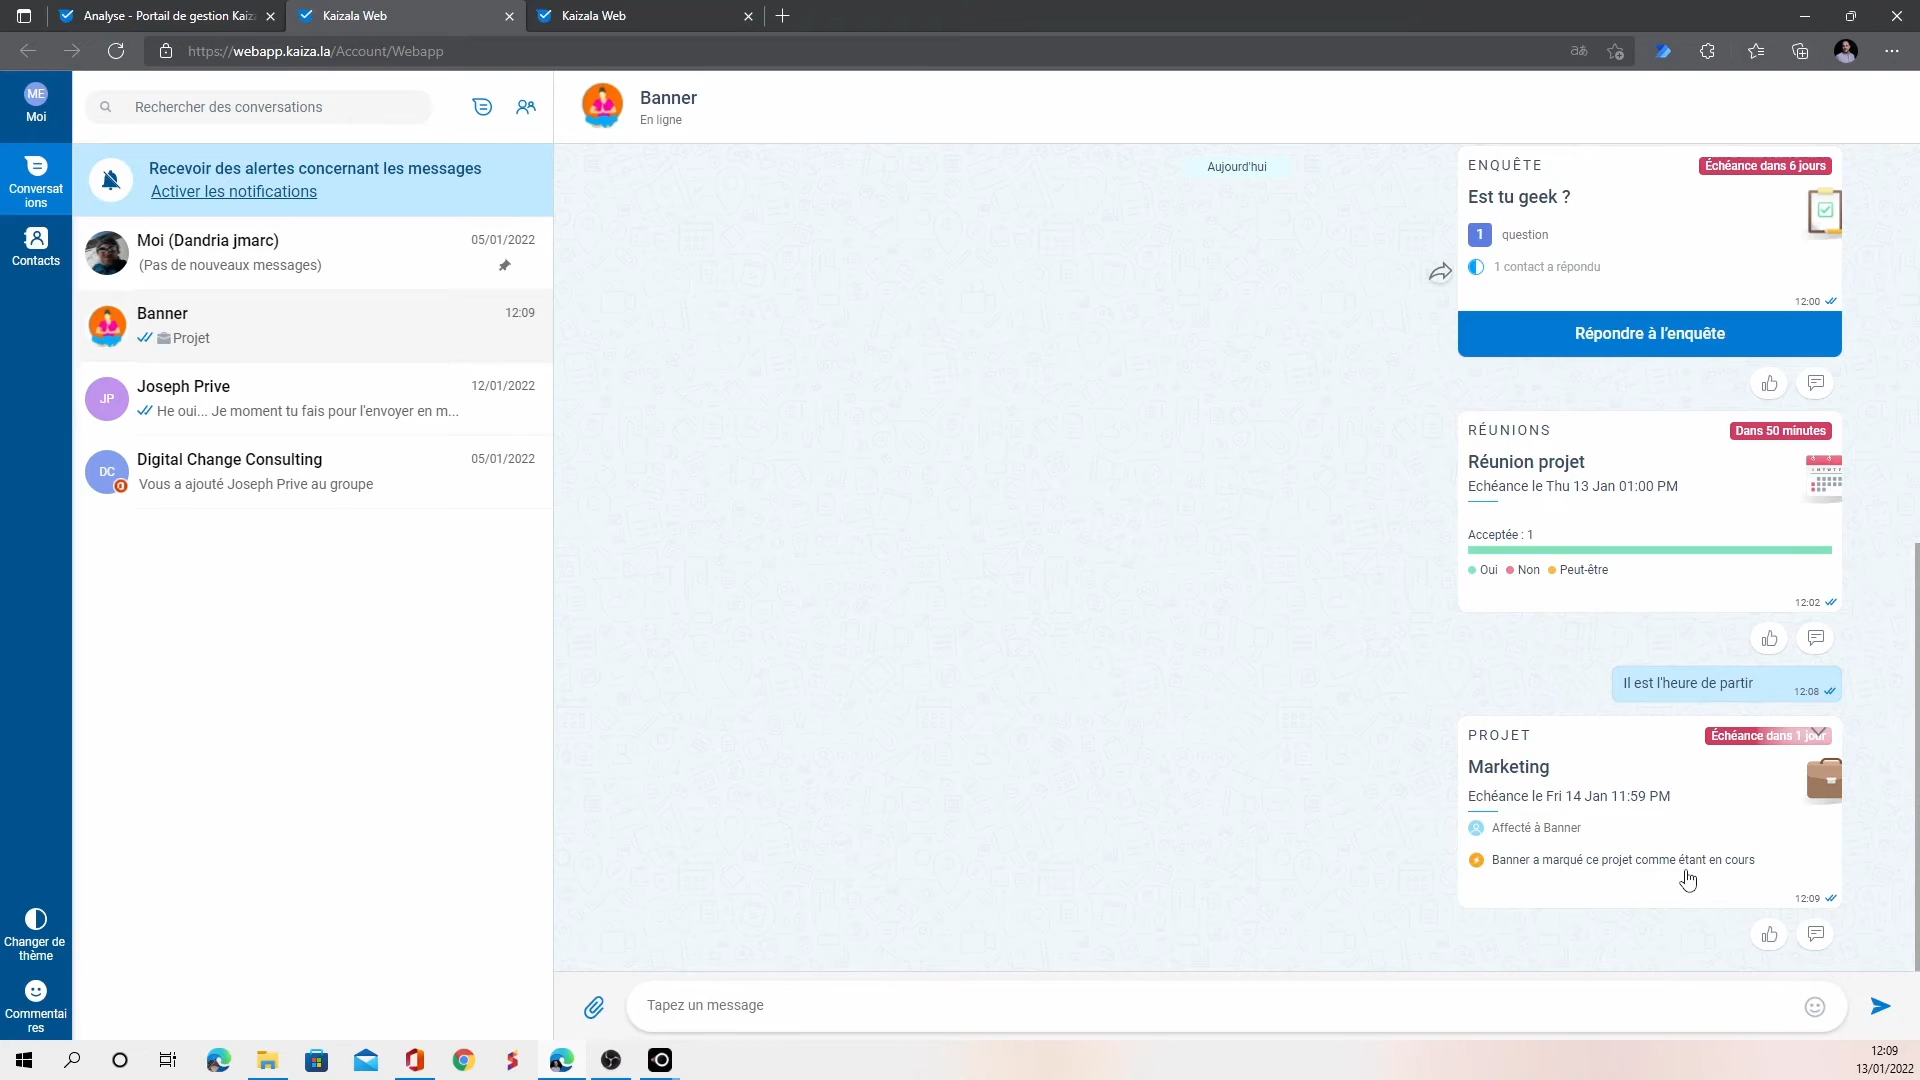 Analyse - Portail de gestion Kaiz
Kaizala Web
Kaizala Web
https://webapp.kaiza.la/Account/Webapp
ME
Moi
Conversat
ions
Contacts
Changer de
thème
Commentai
res
Rechercher des conversations
Recevoir des alertes concernant les messages
Activer les notifications
Moi (Dandria jmarc)
05/01/2022
(Pas de nouveaux messages)
Banner
12:09
Projet
JP
Joseph Prive
12/01/2022
He oui... Je moment tu fais pour l'envoyer en m...
DC
Digital Change Consulting
05/01/2022
Vous a ajouté Joseph Prive au groupe
Banner
En ligne
Aujourd'hui
ENQUÊTE
Échéance dans 6 jours
Est tu geek ?
1 question
1 contact a répondu
12:00
Répondre à l'enquête
RÉUNIONS
Dans 50 minutes
Réunion projet
Echéance le Thu 13 Jan 01:00 PM
Acceptée : 1
Oui Non Peut-être
12:02
Il est l'heure de partir
12:08
PROJET
Échéance dans 1 jour
Marketing
Echéance le Fri 14 Jan 11:59 PM
Affecté à Banner
Banner a marqué ce projet comme étant en cours
12:09
Tapez un message
12:09
13/01/2022